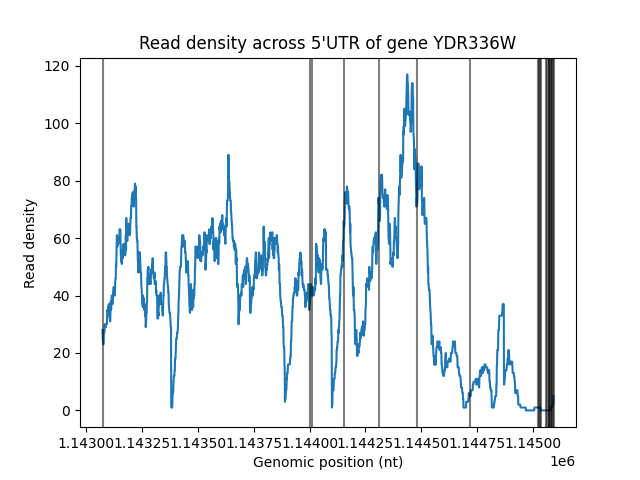 Read density across 5'UTR of gene YDR336W
120
100
80
60
40
20
0
Read density
1.14300 1.14325 1.14350 1.14375 1.14400 1.14425 1.14450 1.14475 1.14500
1e6
Genomic position (nt)